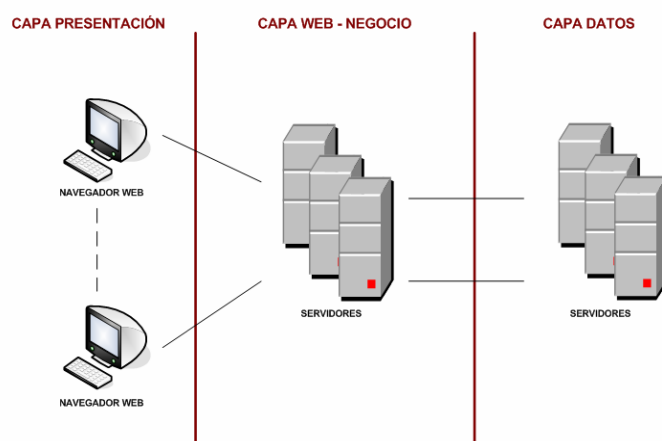 CAPA PRESENTACIÓN
CAPA WEB - NEGOCIO
CAPA DATOS
NAVEGADOR WEB
SERVIDORES
SERVIDORES
NAVEGADOR WEB